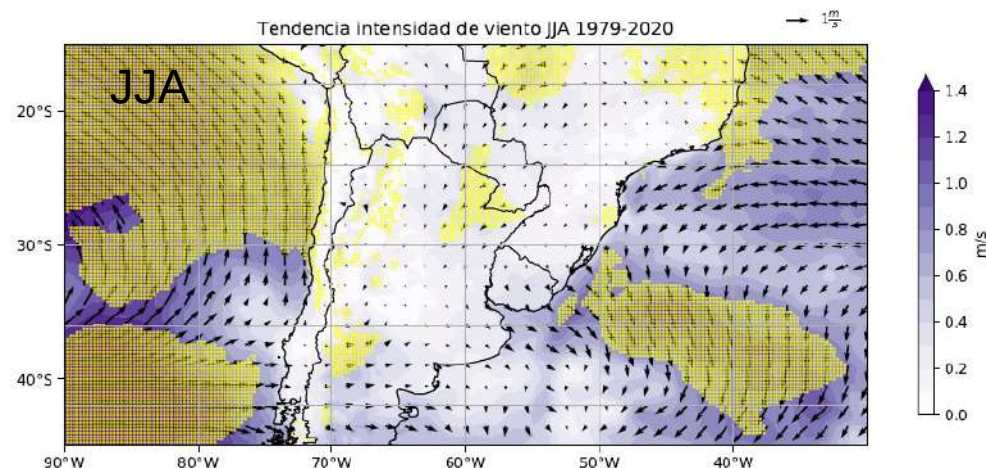 Tendencia intensidad de viento JJA 1979-2020
1 m/s
JJA
20°S
30°S
40°S
90°W 80°W 70°W 60°W 50°W 40°W
1.4
1.2
1.0
0.8
0.6
0.4
0.2
0.0
m/s